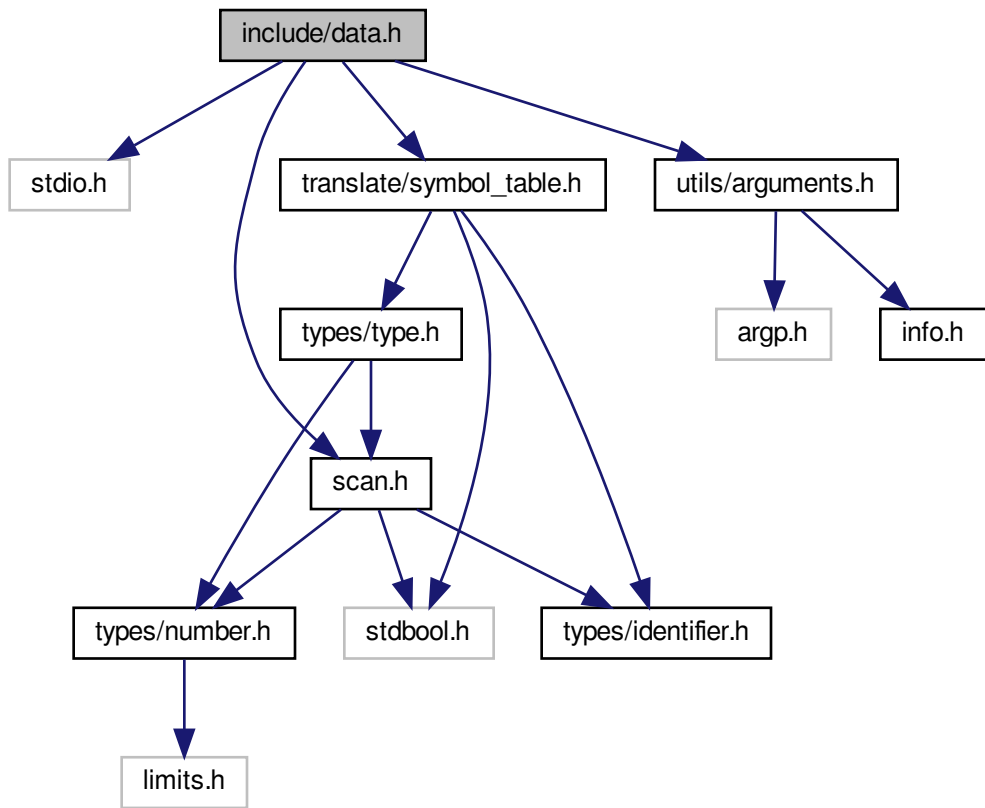 include/data.h
stdio.h
translate/symbol_table.h
utils/arguments.h
types/type.h
argp.h
info.h
scan.h
types/number.h
stdbool.h
types/identifier.h
limits.h